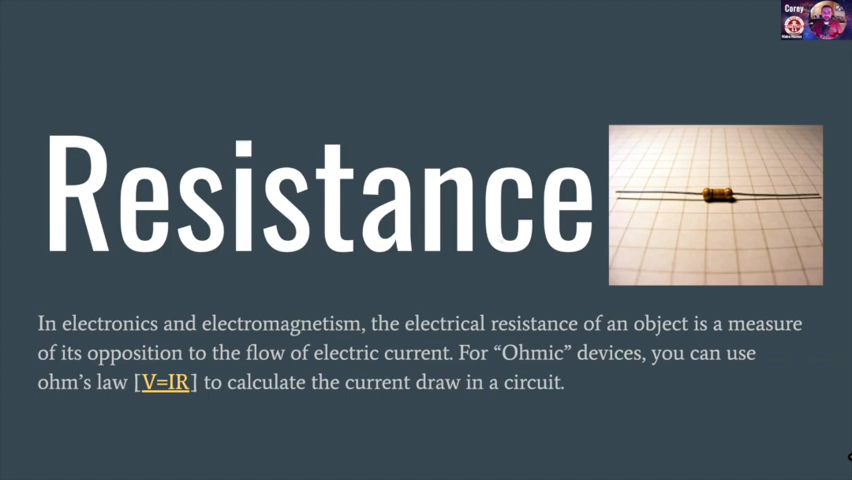 Corey
Resistance
In electronics and electromagnetism, the electrical resistance of an object is a measure
of its opposition to the flow of electric current. For “Ohmic” devices, you can use
ohm’s law [V=IR] to calculate the current draw in a circuit.